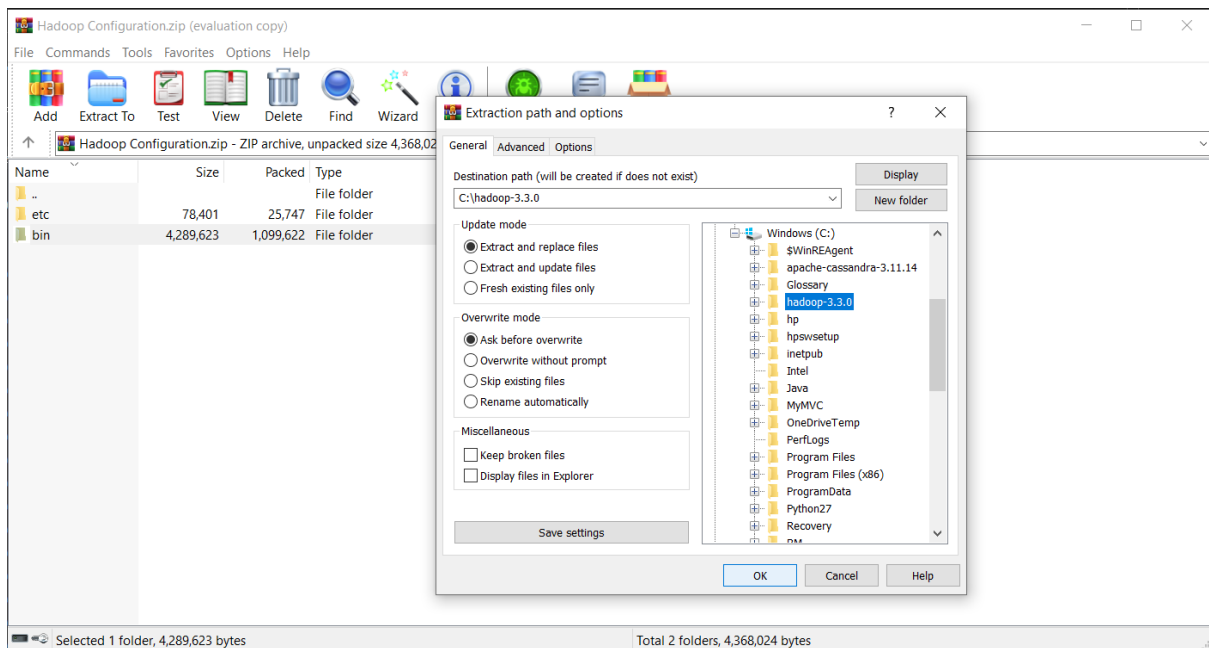 Hadoop Configuration.zip (evaluation copy)
File Commands Tools Favorites Options Help
Add Extract To Test View Delete Find Wizard
Hadoop Configuration.zip - ZIP archive, unpacked size 4,368,02
Name Size Packed Type
.. File folder
etc 78,401 25,747 File folder
bin 4,289,623 1,099,622 File folder
Extraction path and options ?
General Advanced Options
Destination path (will be created if does not exist)
Display
C:\hadoop-3.3.0
New folder
Update mode
Extract and replace files
Extract and update files
Fresh existing files only
Overwrite mode
Ask before overwrite
Overwrite without prompt
Skip existing files
Rename automatically
Miscellaneous
Keep broken files
Display files in Explorer
Save settings
Windows (C:)
$WinREAgent
apache-cassandra-3.11.14
Glossary
hadoop-3.3.0
hp
hpswsetup
inetpub
Intel
Java
MyMVC
OneDriveTemp
PerfLogs
Program Files
Program Files (x86)
ProgramData
Python27
Recovery
OK Cancel Help
Selected 1 folder, 4,289,623 bytes
Total 2 folders, 4,368,024 bytes